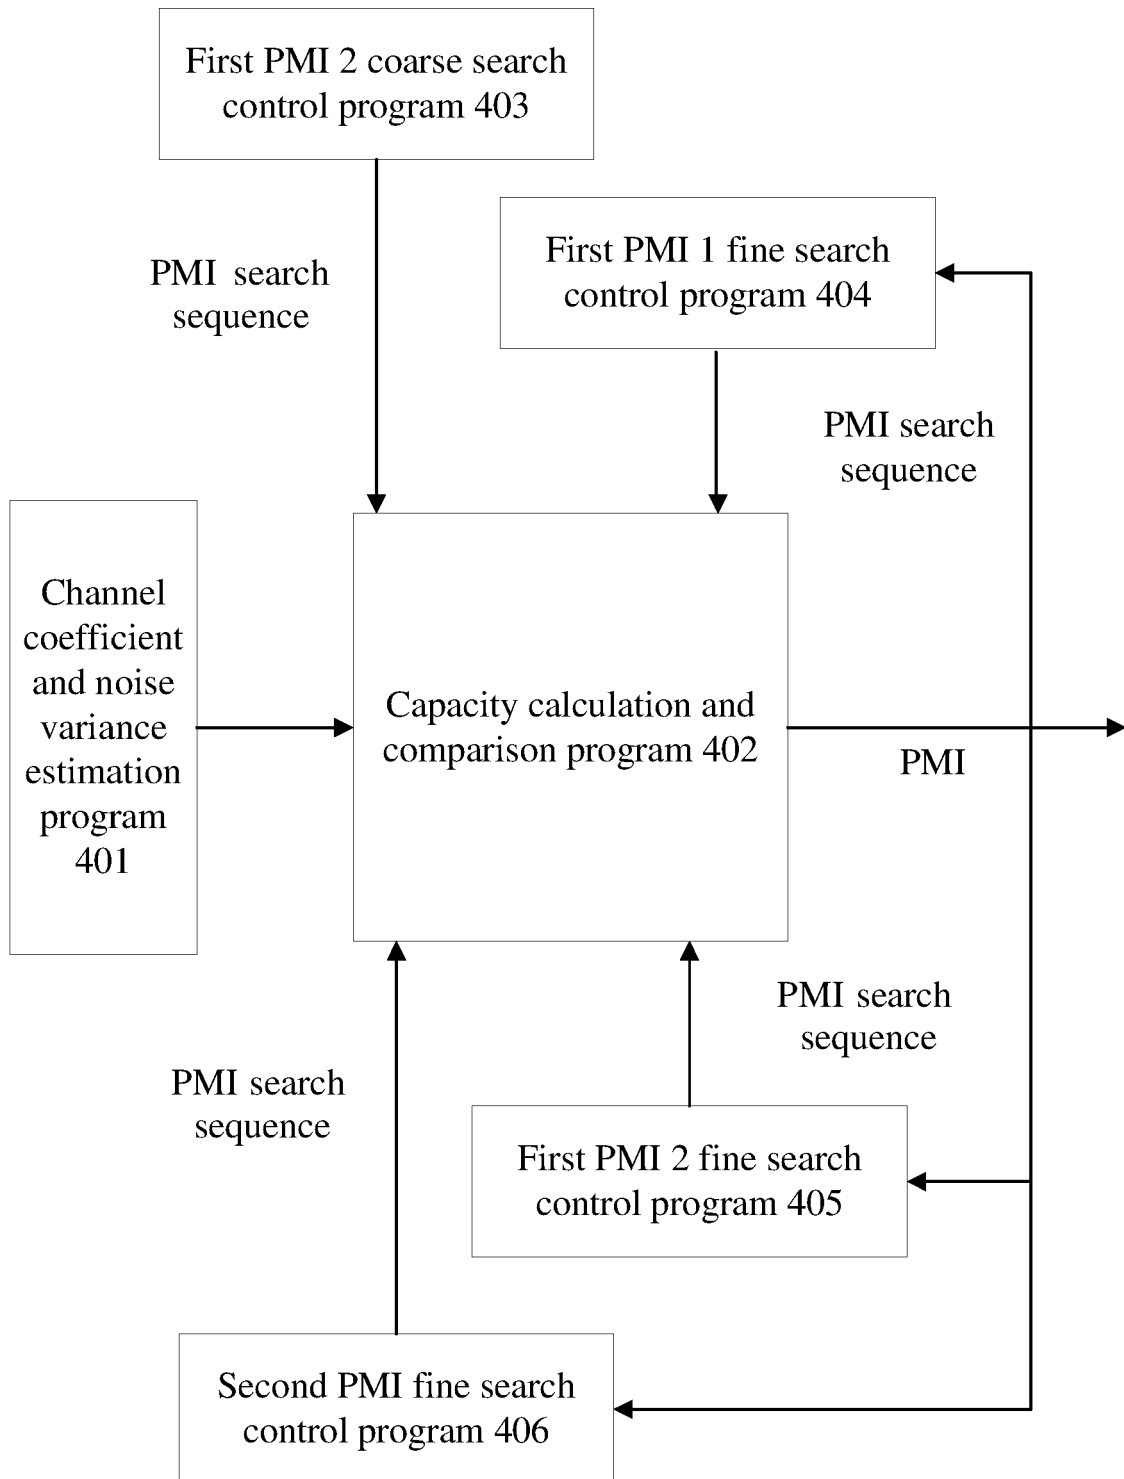 First PMI 2 coarse search
control program 403
First PMI 1 fine search
control program 404
PMI search
sequence
PMI search
sequence
Channel
coefficient
and noise
variance
estimation
program
401
Capacity calculation and
comparison program 402
PMI
PMI search
sequence
PMI search
sequence
First PMI 2 fine search
control program 405
Second PMI fine search
control program 406